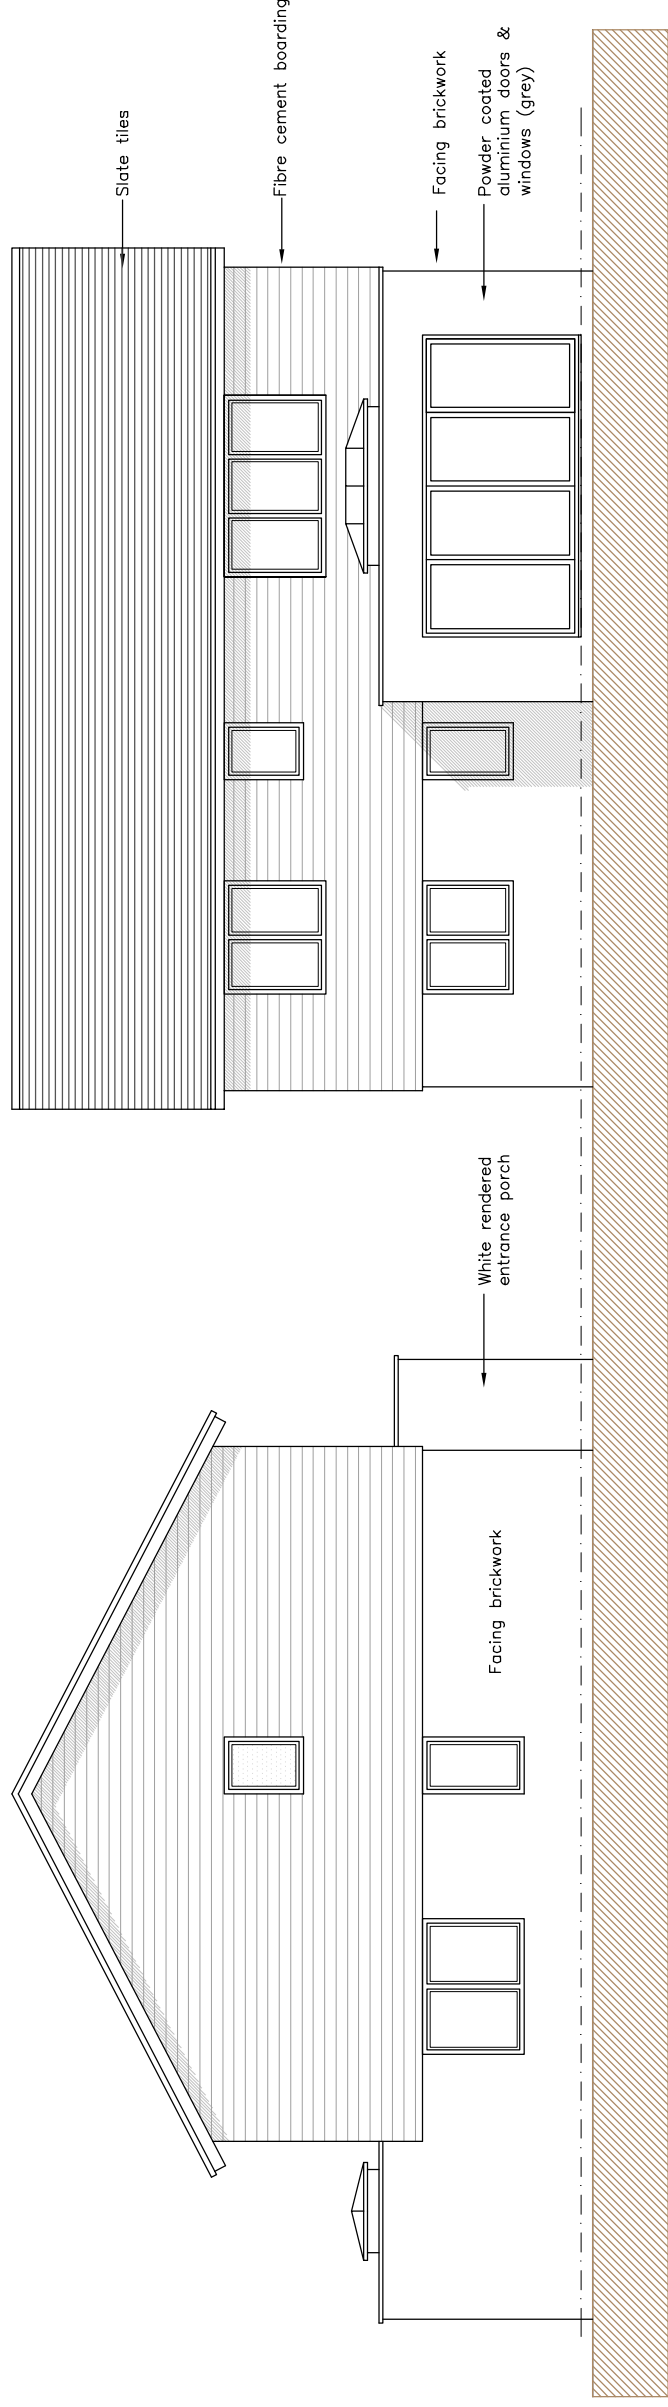 Slate tiles
Fibre cement boarding
Facing brickwork
Powder coated
aluminium doors &
windows (grey)
White rendered
entrance porch
Facing brickwork